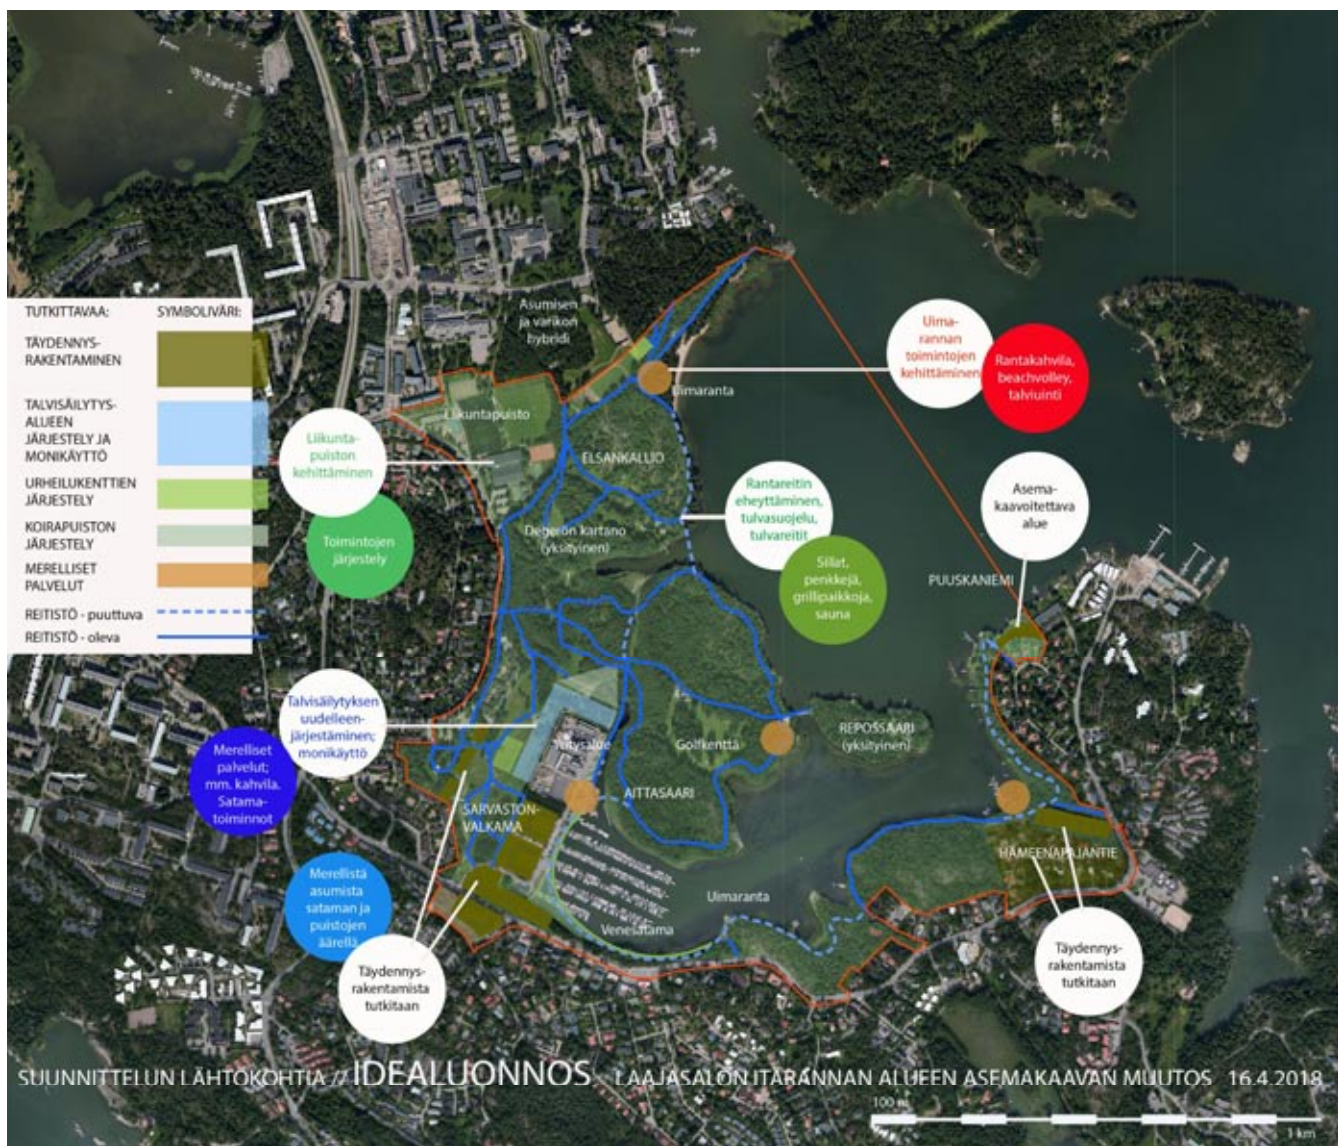 TUTKITTAVAA:
SYMBOLIVÄRI:
TÄYDENNYS-
RAKENTAMINEN
TALVISÄILYTYS-
ALUEEN
JÄRJESTELY JA
MONIKÄYTTÖ
URHEILUKENTTIEN
JÄRJESTELY
KOIRAPUISTON
JÄRJESTELY
MERELLISET
PALVELUT
REITISTÖ - puuttuva
REITISTÖ - oleva
Asumisen
ja varikon
hybridi
Uima-
rannan
toimintojen
kehittäminen
Rantakahvila,
beachvolley,
talviuinti
Uimaranta
Liikuntapuisto
Liikunta-
puiston
kehittäminen
Toimintojen
järjestely
ELSANKALLIO
Degerön kartano
(yksityinen)
Rantareitin
eheyttäminen,
tulvasuojelu,
tulvareitit
Sillat,
penkkejä,
grillipaikkoja,
sauna
Asema-
kaavoitettava
alue
PUUSKANIEMI
Talvisäilytyksen
uudelleen-
järjestäminen;
monikäyttö
Merelliset
palvelut;
mm. kahvila.
Satama-
toiminnot
Yritysalue
Golfkenttä
REPOSSAARI
(yksityinen)
AITTASAARI
SARVASTON-
VALKAMA
HÄMEENAPAJANTIE
Merellistä
asumista
sataman ja
puistojen
äärellä
Uimaranta
Venesatama
Täydennys-
rakentamista
tutkitaan
Täydennys-
rakentamista
tutkitaan
SUUNNITTELUN LÄHTÖKOHTIA // IDEALUONNOS LAAJASALON ITÄRANNAN ALUEEN ASEMAKAAVAN MUUTOS 16.4.2018
100 m
1 km